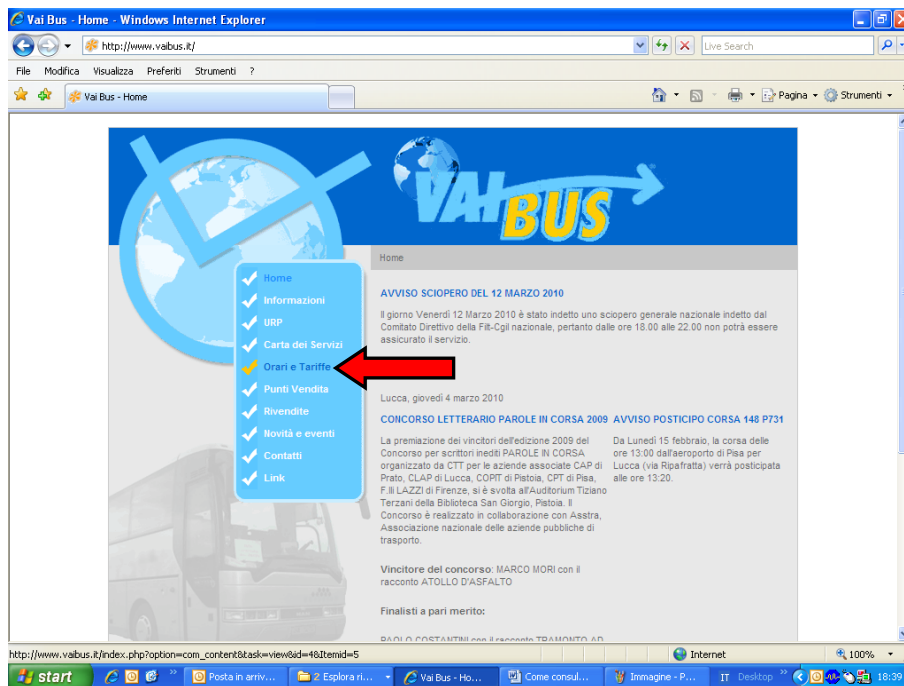 Vai Bus - Home - Windows Internet Explorer
http://www.vaibus.it/
Live Search
File Modifica Visualizza Preferiti Strumenti ?
Vai Bus - Home
Pagina Strumenti
VAI BUS
Home
Home
Informazioni
URP
Carta dei Servizi
Orari e Tariffe
Punti Vendita
Rivendite
Novità e eventi
Contatti
Link
AVVISO SCIOPERO DEL 12 MARZO 2010
Il giorno Venerdì 12 Marzo 2010 è stato indetto uno sciopero generale nazionale indetto dal
Comitato Direttivo della Filt-Cgil nazionale, pertanto dalle ore 18.00 alle 22.00 non potrà essere
assicurato il servizio.
Lucca, giovedì 4 marzo 2010
CONCORSO LETTERARIO PAROLE IN CORSA 2009
La premiazione dei vincitori dell'edizione 2009 del
Concorso per scrittori inediti PAROLE IN CORSA
organizzato da CTT per le aziende associate CAP di
Prato, CLAP di Lucca, COPIT di Pistoia, CPT di Pisa,
F.lli LAZZI di Firenze, si è svolta all'Auditorium Tiziano
Terzani della Biblioteca San Giorgio, Pistoia. Il
Concorso è realizzato in collaborazione con Asstra,
Associazione nazionale delle aziende pubbliche di
trasporto.
Vincitore del concorso: MARCO MORI con il
racconto ATOLLO D'ASFALTO
Finalisti a pari merito:
PAOLO COSTANTINI con il racconto TRAMONTO AD
AVVISO POSTICIPO CORSA 148 P731
Da Lunedì 15 febbraio, la corsa delle
ore 13:00 dall'aeroporto di Pisa per
Lucca (via Ripafratta) verrà posticipata
alle ore 13:20.
http://www.vaibus.it/index.php?option=com_content&task=view&id=4&Itemid=5
Internet
100%
start
Posta in arriv...
2 Esplora ri...
Vai Bus - Ho...
Come consul...
Immagine - P...
IT
Desktop
18:39